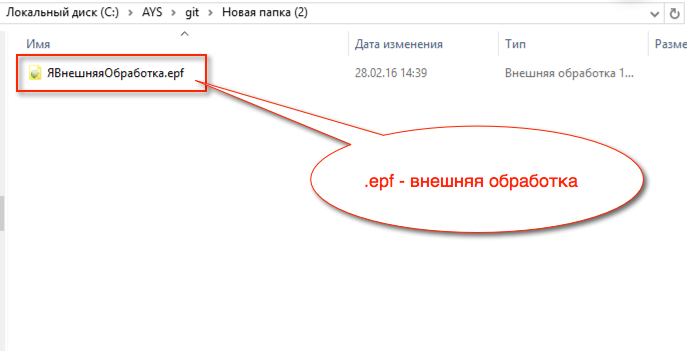 Локальный диск (C:) › AYS › git › Новая папка (2)
Имя Дата изменения Тип Разме
ЯВнешняяОбработка.epf 28.02.16 14:39 Внешняя обработка 1...
.epf - внешняя обработка